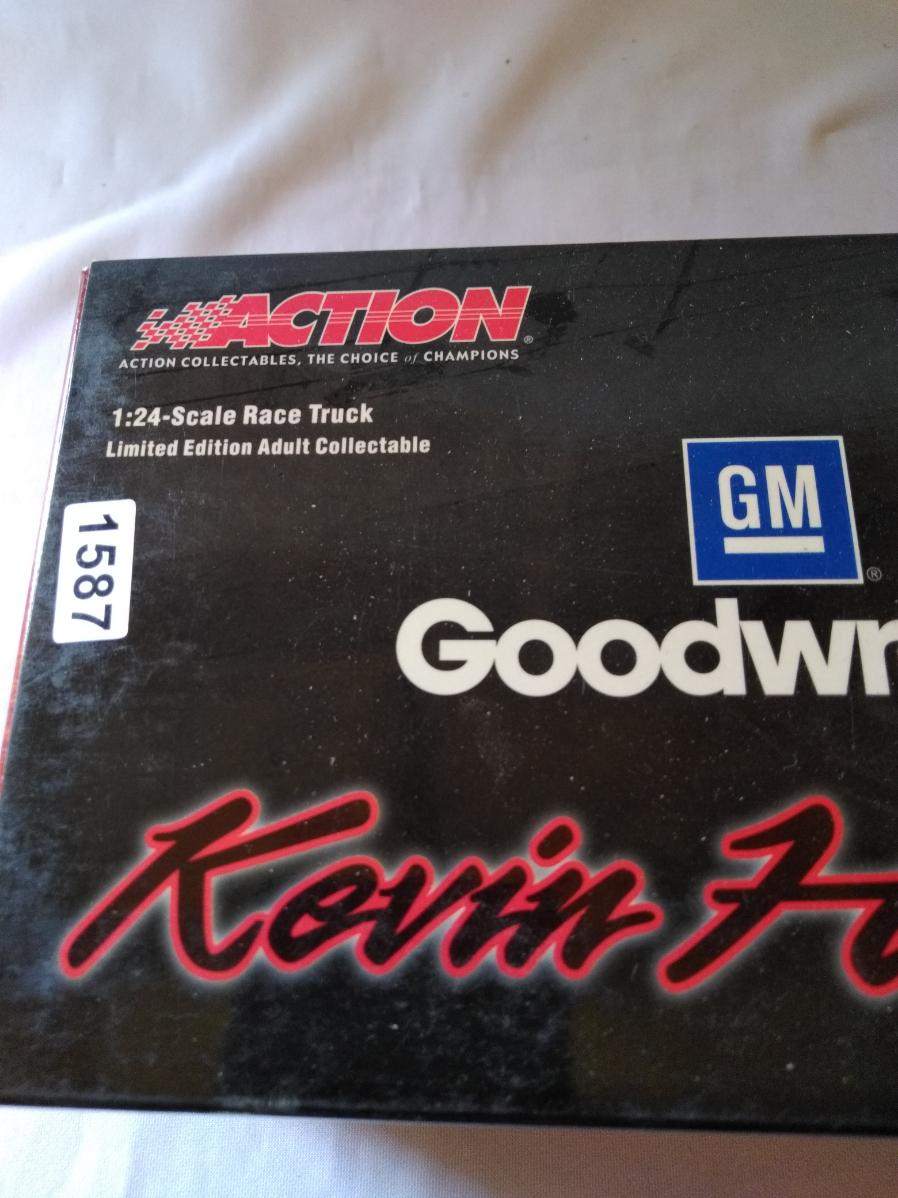 ACTION®
ACTION COLLECTABLES, THE CHOICE of CHAMPIONS
1:24-Scale Race Truck
Limited Edition Adult Collectable
1587
GM®
Goodwr
Kevin H